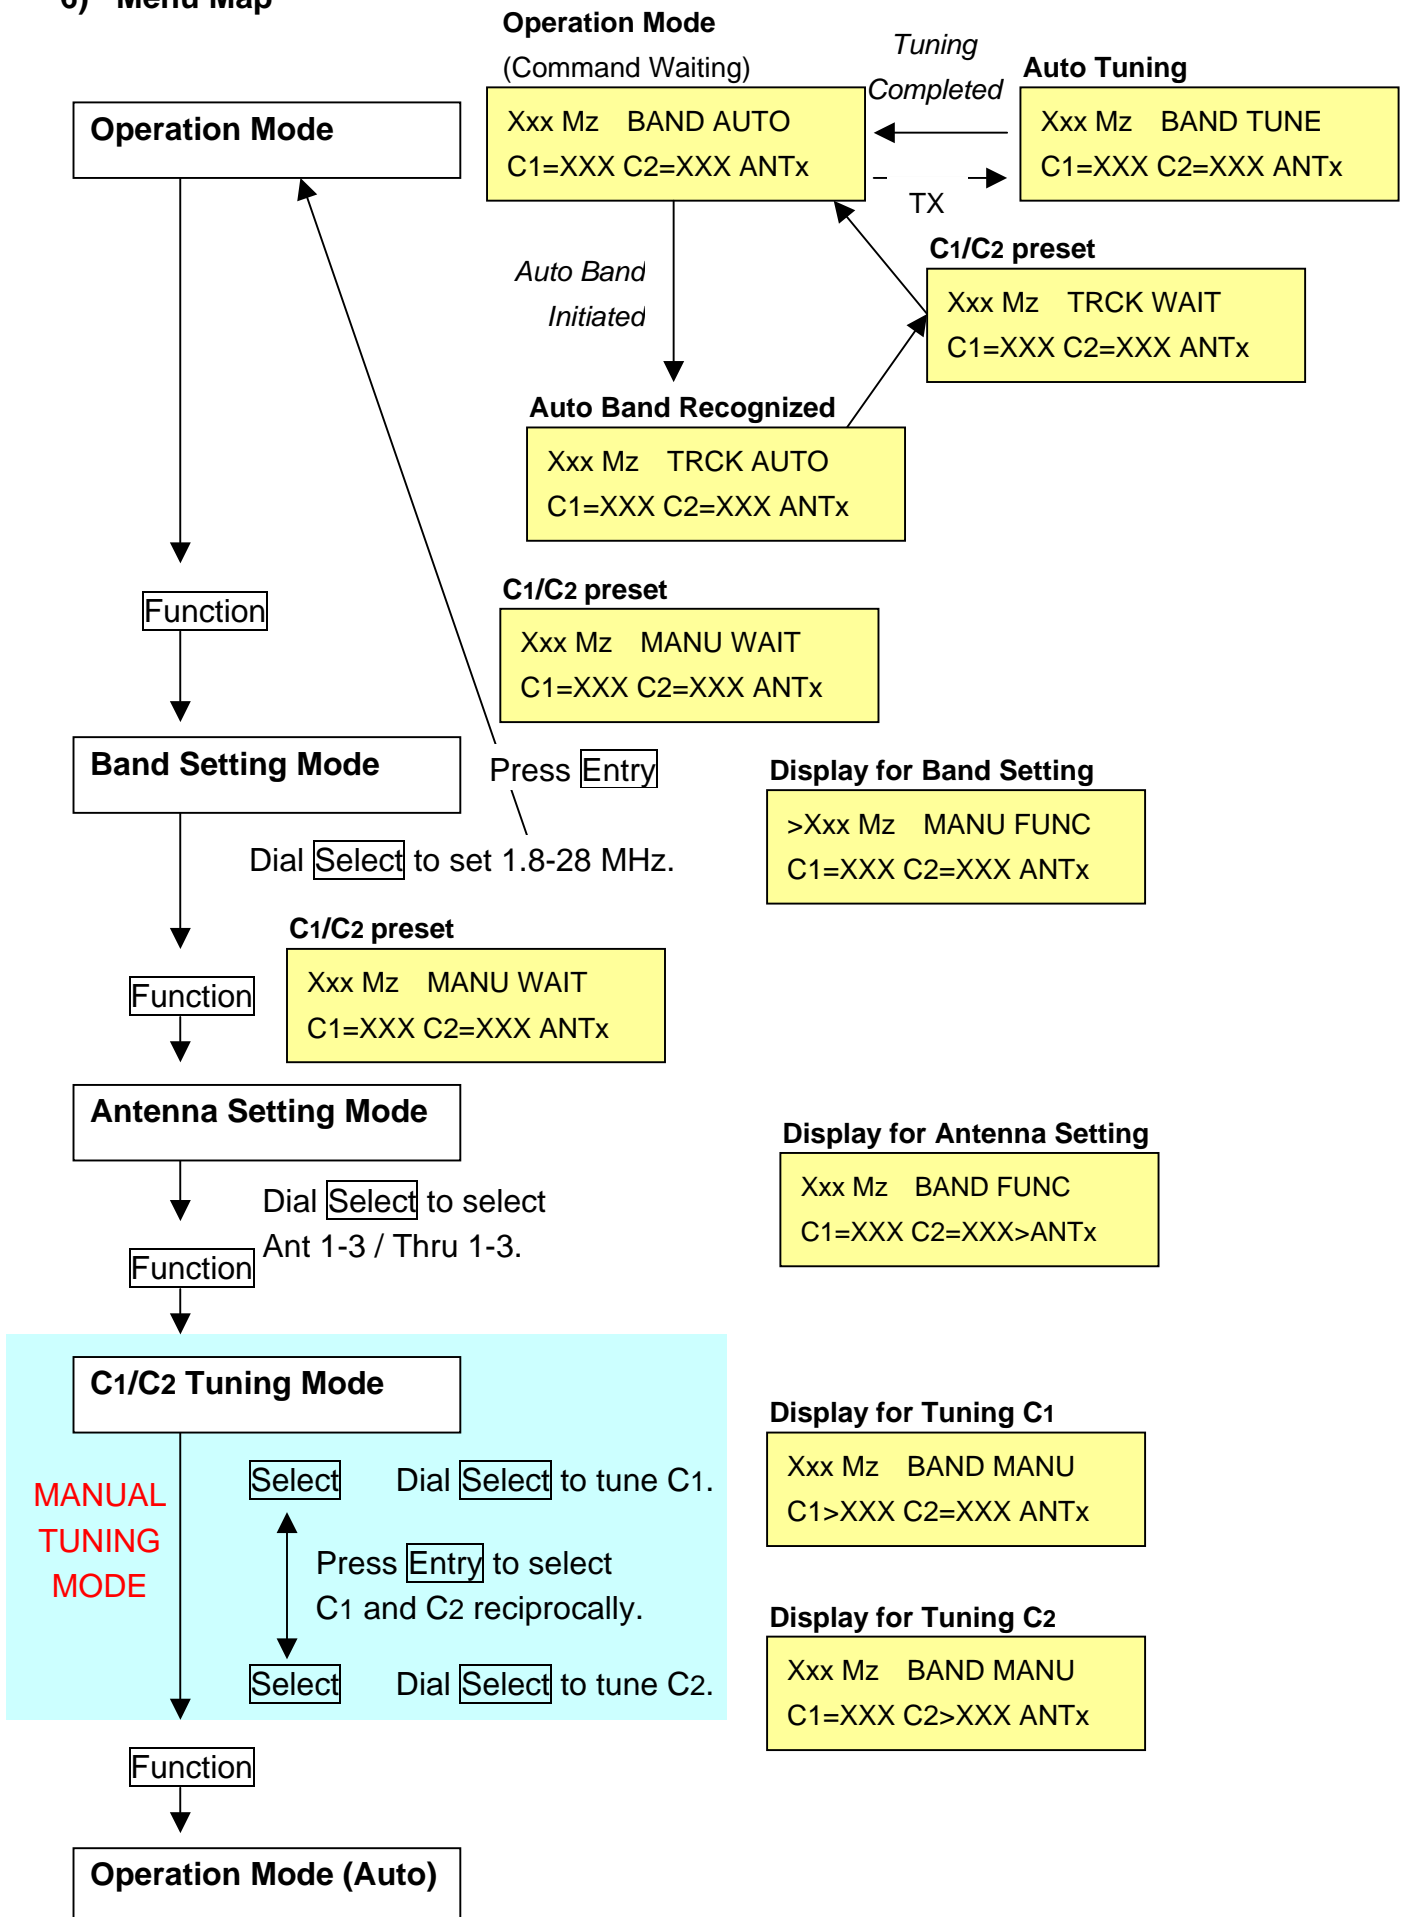 6) Menu Map
Operation Mode
(Command Waiting)
Tuning
Completed
Auto Tuning
Operation Mode
Xxx Mz BAND AUTO
C1=XXX C2=XXX ANTx
Xxx Mz BAND TUNE
C1=XXX C2=XXX ANTx
TX
Auto Band
Initiated
C1/C2 preset
Xxx Mz TRCK WAIT
C1=XXX C2=XXX ANTx
Auto Band Recognized
Xxx Mz TRCK AUTO
C1=XXX C2=XXX ANTx
Function
C1/C2 preset
Xxx Mz MANU WAIT
C1=XXX C2=XXX ANTx
Band Setting Mode
Press Entry
Dial Select to set 1.8-28 MHz.
Display for Band Setting
>Xxx Mz MANU FUNC
C1=XXX C2=XXX ANTx
Function
C1/C2 preset
Xxx Mz MANU WAIT
C1=XXX C2=XXX ANTx
Antenna Setting Mode
Dial Select to select
Ant 1-3 / Thru 1-3.
Display for Antenna Setting
Xxx Mz BAND FUNC
C1=XXX C2=XXX>ANTx
Function
C1/C2 Tuning Mode
MANUAL
TUNING
MODE
Select Dial Select to tune C1.
Press Entry to select
C1 and C2 reciprocally.
Select Dial Select to tune C2.
Display for Tuning C1
Xxx Mz BAND MANU
C1>XXX C2=XXX ANTx
Display for Tuning C2
Xxx Mz BAND MANU
C1=XXX C2>XXX ANTx
Function
Operation Mode (Auto)